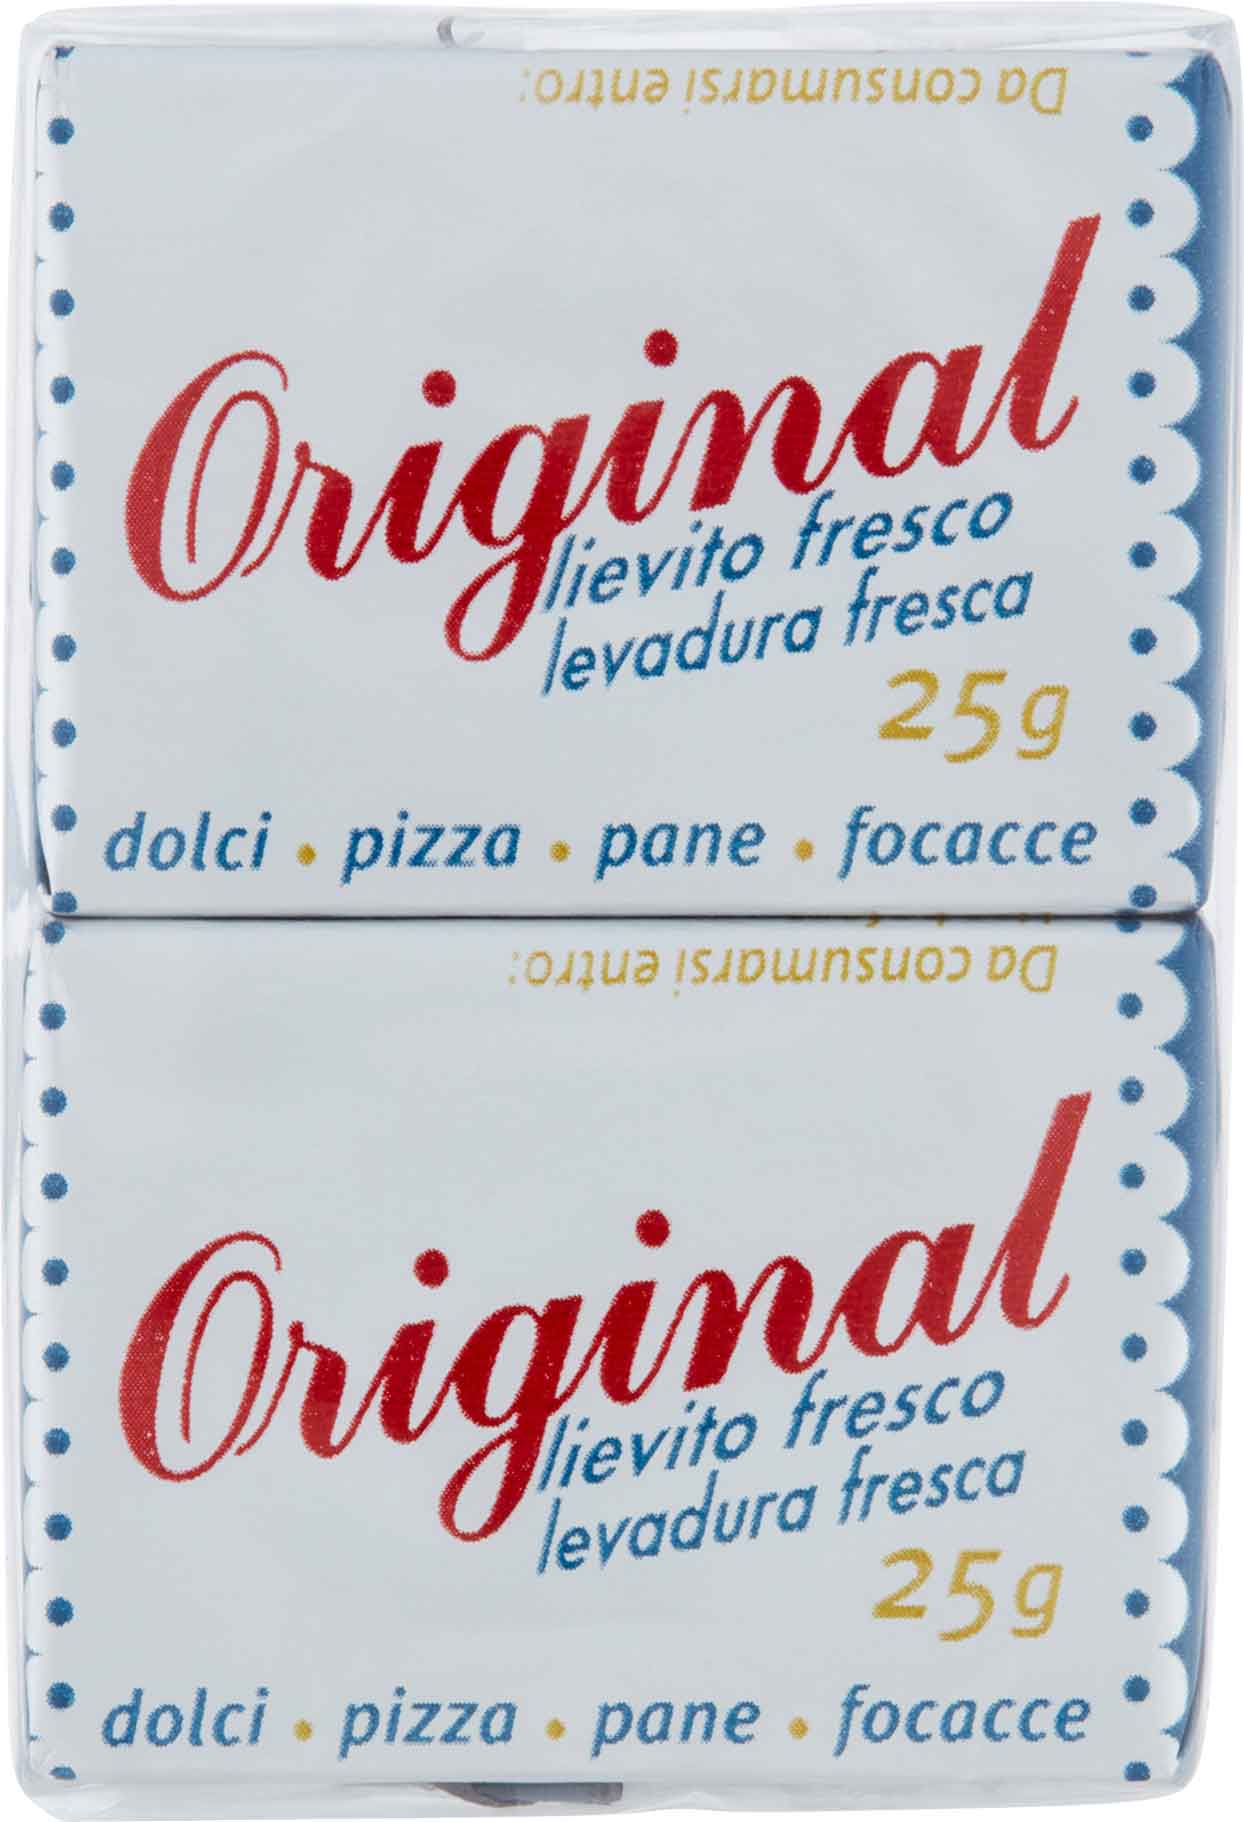 Da consumarsi entro:
Original
lievito fresco
levadura fresca
25g
dolci • pizza • pane • focacce
Da consumarsi entro:
Original
lievito fresco
levadura fresca
25g
dolci • pizza • pane • focacce